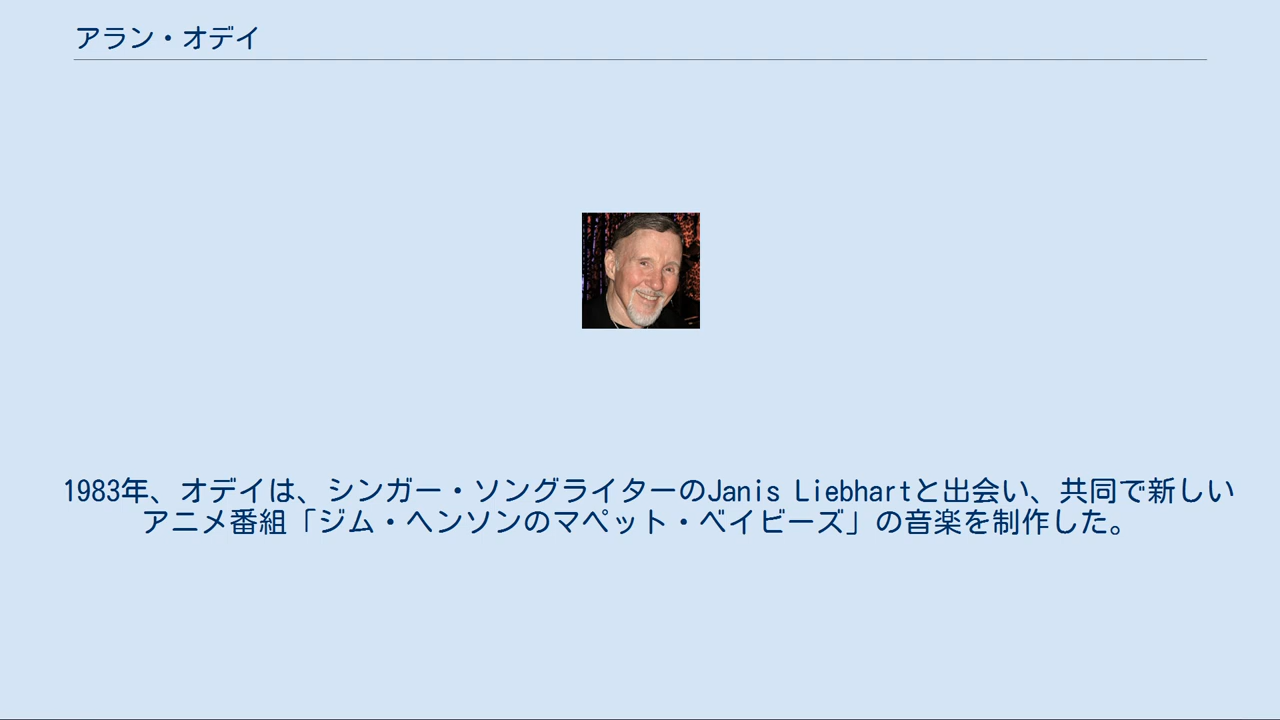 アラン・オデイ
1983年、オデイは、シンガー・ソングライターのJanis Liebhartと出会い、共同で新しい
アニメ番組「ジム・ヘンソンのマペット・ベイビーズ」の音楽を制作した。